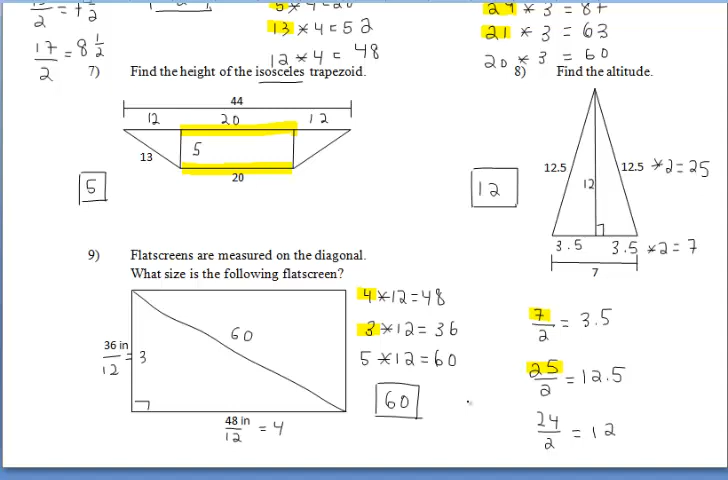 5 * 4 = 20
13 * 4 = 52
12 * 4 = 48
17/2 = 8 1/2
* 3 = 87
21 * 3 = 63
20 * 3 = 60
7) Find the height of the isosceles trapezoid.
44
12 20 12
13 5
20
5
8) Find the altitude.
12.5 12.5 *2=25
12
12
3.5 3.5 *2=7
7
7/2 = 3.5
25/2 = 12.5
24/2 = 12
9) Flatscreens are measured on the diagonal.
What size is the following flatscreen?
60
36 in/12 = 3
48 in/12 = 4
4 *12=48
3 *12=36
5 *12=60
60